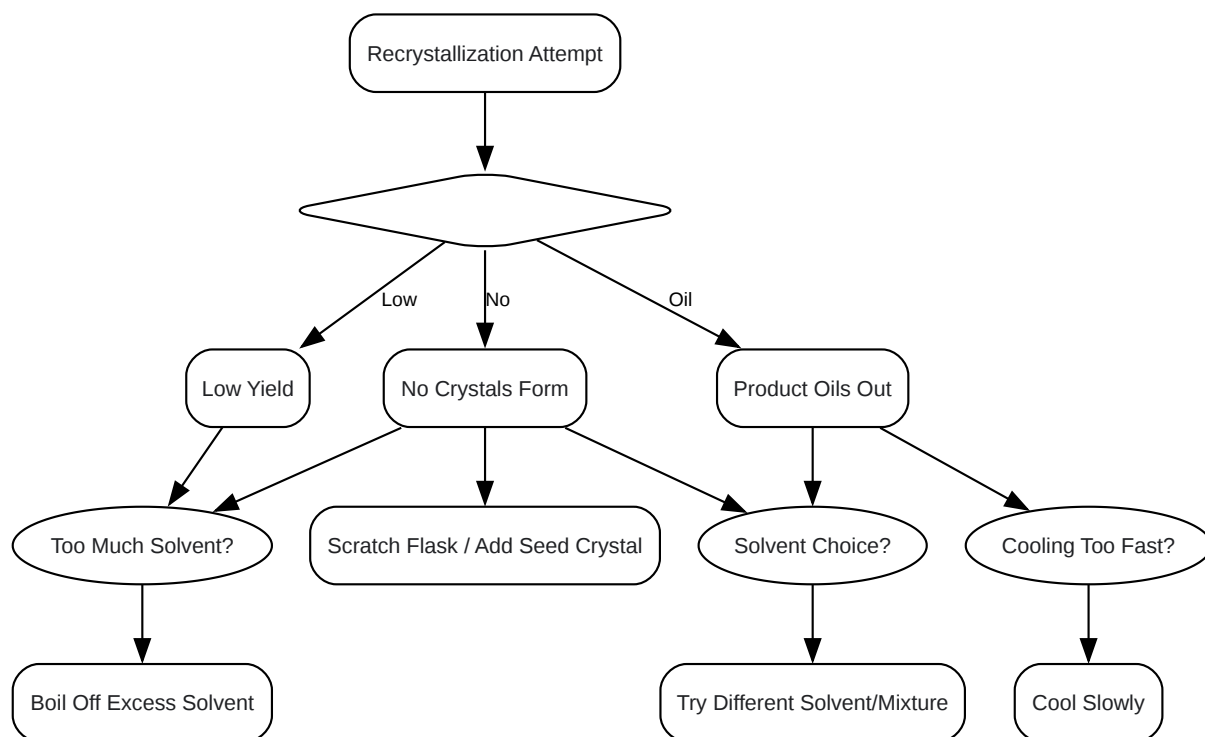 Recrystallization Attempt
Low
No
Oil
Low Yield
No Crystals Form
Product Oils Out
Too Much Solvent?
Scratch Flask / Add Seed Crystal
Solvent Choice?
Cooling Too Fast?
Boil Off Excess Solvent
Try Different Solvent/Mixture
Cool Slowly